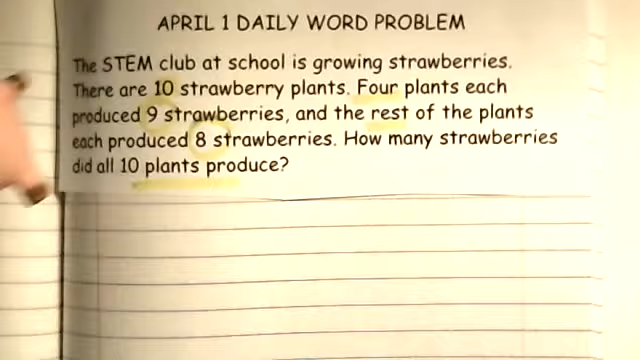 APRIL 1 DAILY WORD PROBLEM
The STEM club at school is growing strawberries.
There are 10 strawberry plants. Four plants each
produced 9 strawberries, and the rest of the plants
each produced 8 strawberries. How many strawberries
did all 10 plants produce?